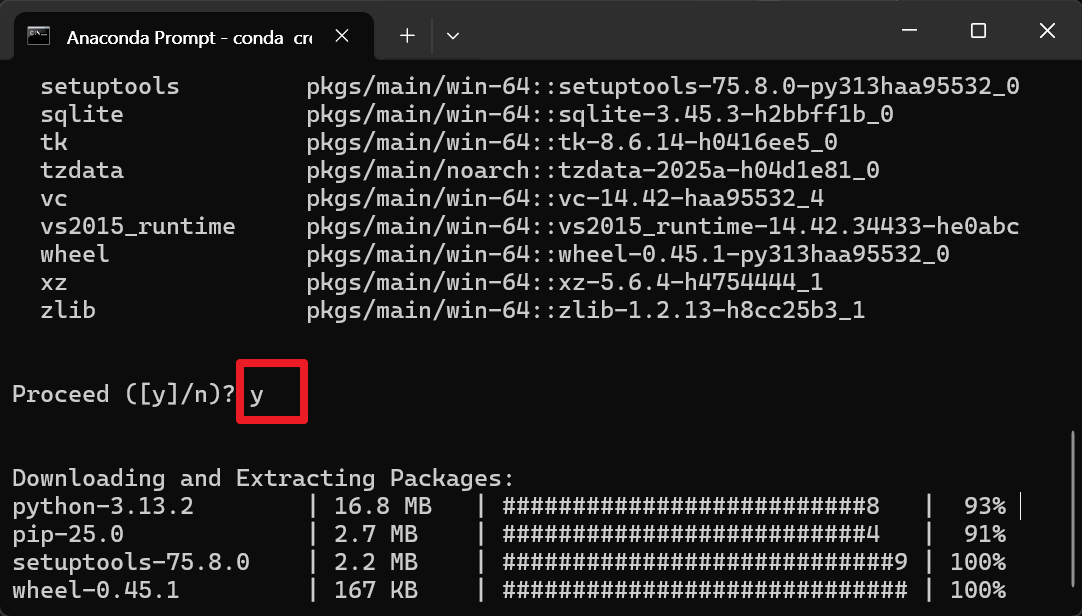 Anaconda Prompt - conda cre
setuptools pkgs/main/win-64::setuptools-75.8.0-py313haa95532_0
sqlite pkgs/main/win-64::sqlite-3.45.3-h2bbff1b_0
tk pkgs/main/win-64::tk-8.6.14-h0416ee5_0
tzdata pkgs/main/noarch::tzdata-2025a-h04d1e81_0
vc pkgs/main/win-64::vc-14.42-haa95532_4
vs2015_runtime pkgs/main/win-64::vs2015_runtime-14.42.34433-he0abc
wheel pkgs/main/win-64::wheel-0.45.1-py313haa95532_0
xz pkgs/main/win-64::xz-5.6.4-h4754444_1
zlib pkgs/main/win-64::zlib-1.2.13-h8cc25b3_1
Proceed ([y]/n)? y
Downloading and Extracting Packages:
python-3.13.2 | 16.8 MB | ##########################8 | 93%
pip-25.0 | 2.7 MB | ##########################4 | 91%
setuptools-75.8.0 | 2.2 MB | ############################9 | 100%
wheel-0.45.1 | 167 KB | ############################# | 100%